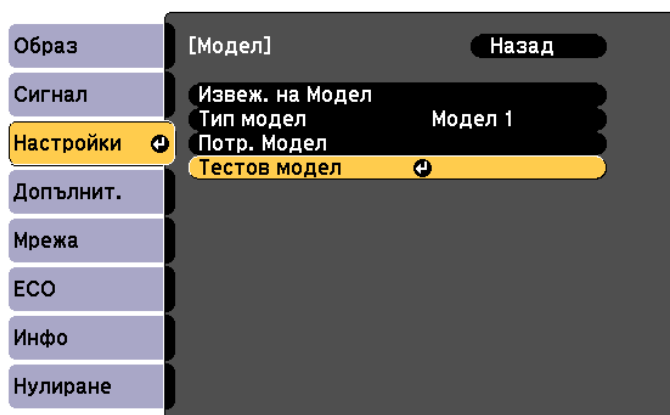 Образ
Сигнал
Настройки
Допълнит.
Мрежа
ECO
Инфо
Нулиране
[Модел] Назад
Извеж. на Модел
Тип модел Модел 1
Потр. Модел
Тестов модел